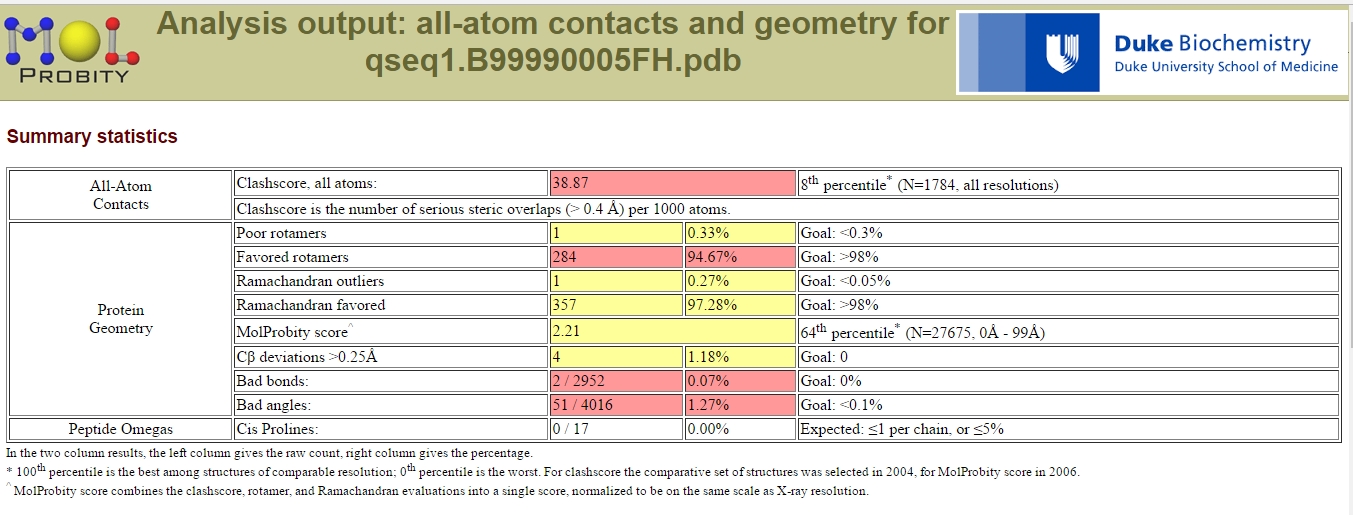 MOL
PROBITY
Analysis output: all-atom contacts and geometry for
qseq1.B99990005FH.pdb
Duke Biochemistry
Duke University School of Medicine
Summary statistics
All-Atom
Contacts
Clashscore, all atoms: 38.87 8th percentile* (N=1784, all resolutions)
Clashscore is the number of serious steric overlaps (> 0.4 Å) per 1000 atoms.
Protein
Geometry
Poor rotamers 1 0.33% Goal: <0.3%
Favored rotamers 284 94.67% Goal: >98%
Ramachandran outliers 1 0.27% Goal: <0.05%
Ramachandran favored 357 97.28% Goal: >98%
MolProbity score^ 2.21 64th percentile* (N=27675, 0Å - 99Å)
Cβ deviations >0.25Å 4 1.18% Goal: 0
Bad bonds: 2 / 2952 0.07% Goal: 0%
Bad angles: 51 / 4016 1.27% Goal: <0.1%
Peptide Omegas Cis Prolines: 0 / 17 0.00% Expected: ≤1 per chain, or ≤5%
In the two column results, the left column gives the raw count, right column gives the percentage.
* 100th percentile is the best among structures of comparable resolution; 0th percentile is the worst. For clashscore the comparative set of structures was selected in 2004, for MolProbity score in 2006.
^ MolProbity score combines the clashscore, rotamer, and Ramachandran evaluations into a single score, normalized to be on the same scale as X-ray resolution.